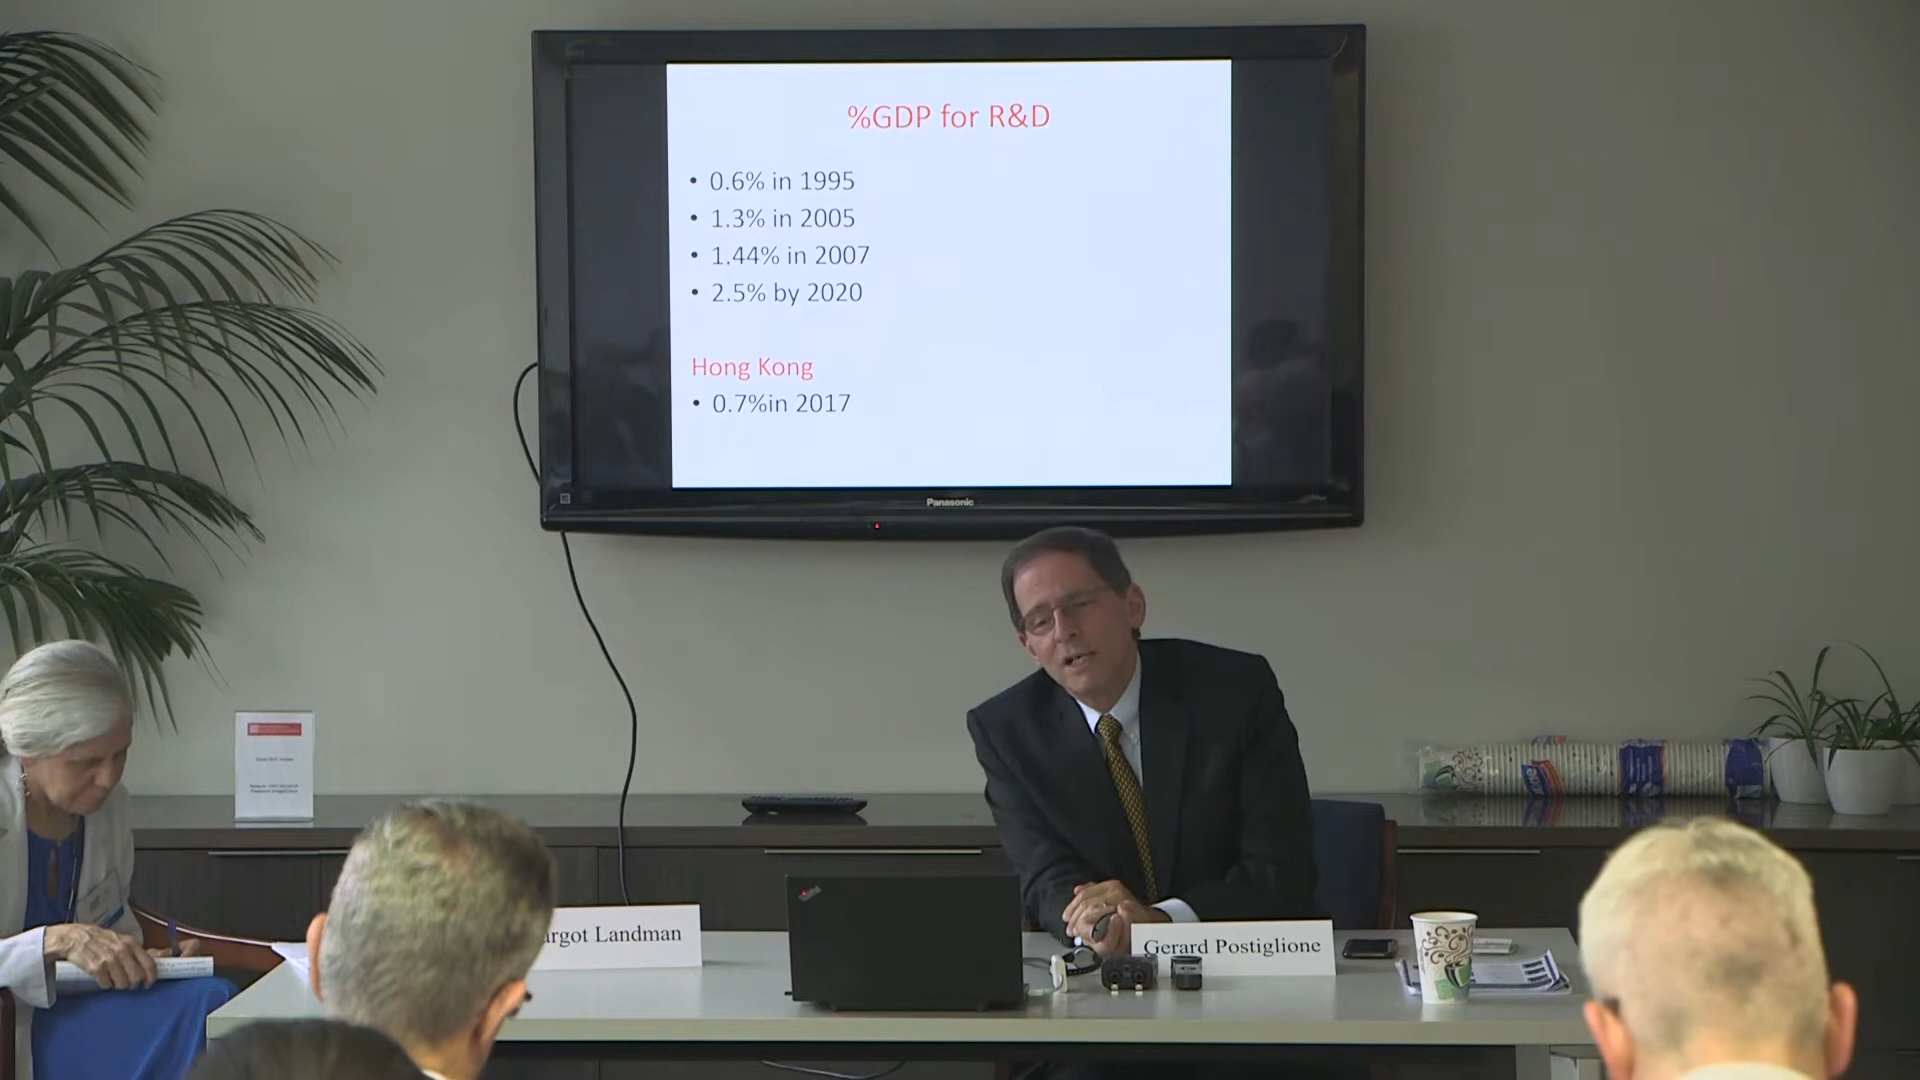 %GDP for R&D
• 0.6% in 1995
• 1.3% in 2005
• 1.44% in 2007
• 2.5% by 2020
Hong Kong
• 0.7%in 2017
Panasonic
argot Landman
Gerard Postiglione